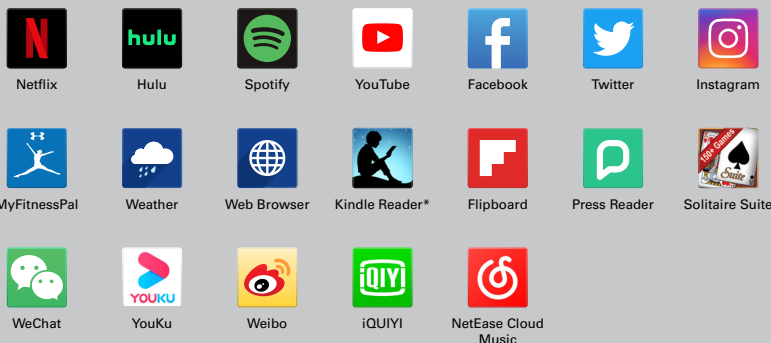 N
hulu
Netflix
Hulu
Spotify
YouTube
Facebook
Twitter
Instagram
150+ Games
Suite
MyFitnessPal
Weather
Web Browser
Kindle Reader*
Flipboard
Press Reader
Solitaire Suite
YOUKU
iQIYI
WeChat
YouKu
Weibo
iQUIYI
NetEase Cloud
Music